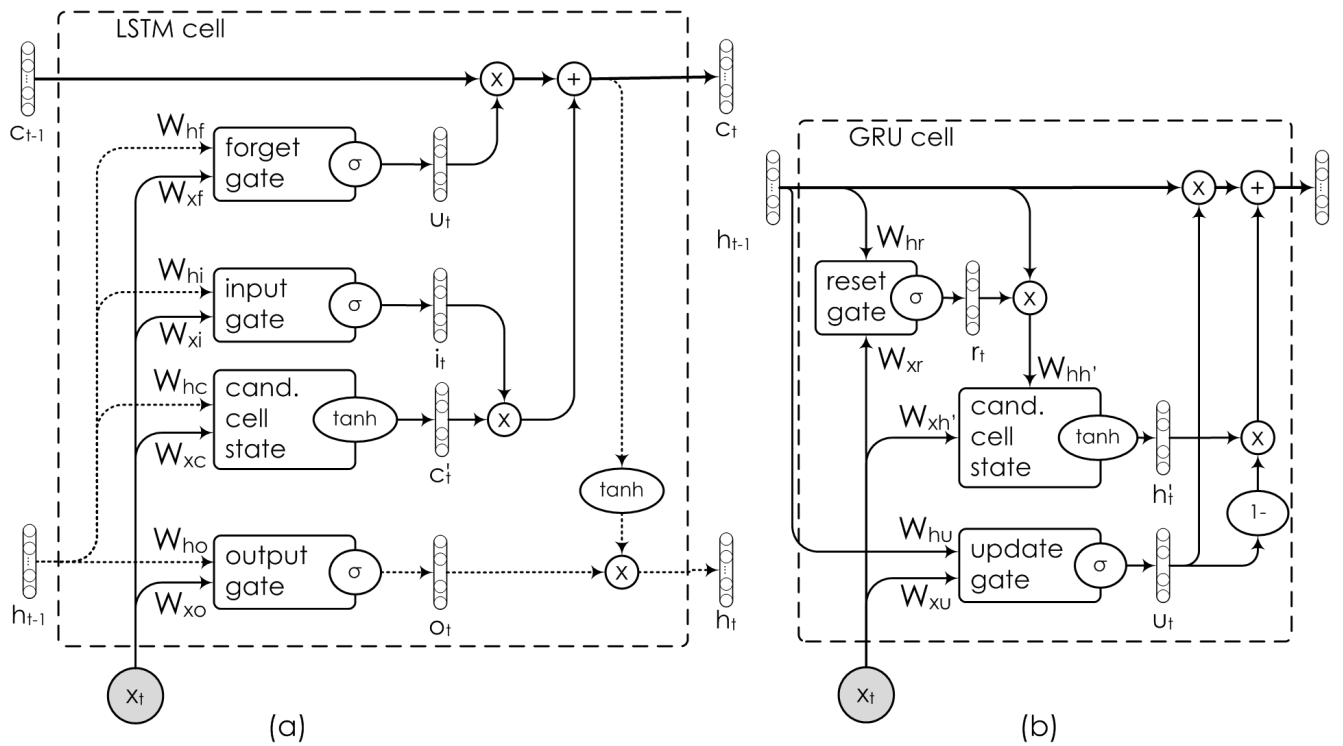 LSTM cell
ct-1
Whf
forget
gate
σ
Wxf
ut
x
+
ct
Whi
input
gate
σ
Wxi
it
Whc
cand.
cell
state
tanh
Wxc
c't
x
tanh
ht-1
Who
output
gate
σ
Wxo
ot
x
ht
xt
(a)
GRU cell
ht-1
x
+
Whr
reset
gate
σ
Wxr
rt
x
Whh'
Wxh'
cand.
cell
state
tanh
h't
x
1-
Whu
update
gate
σ
Wxu
ut
xt
(b)